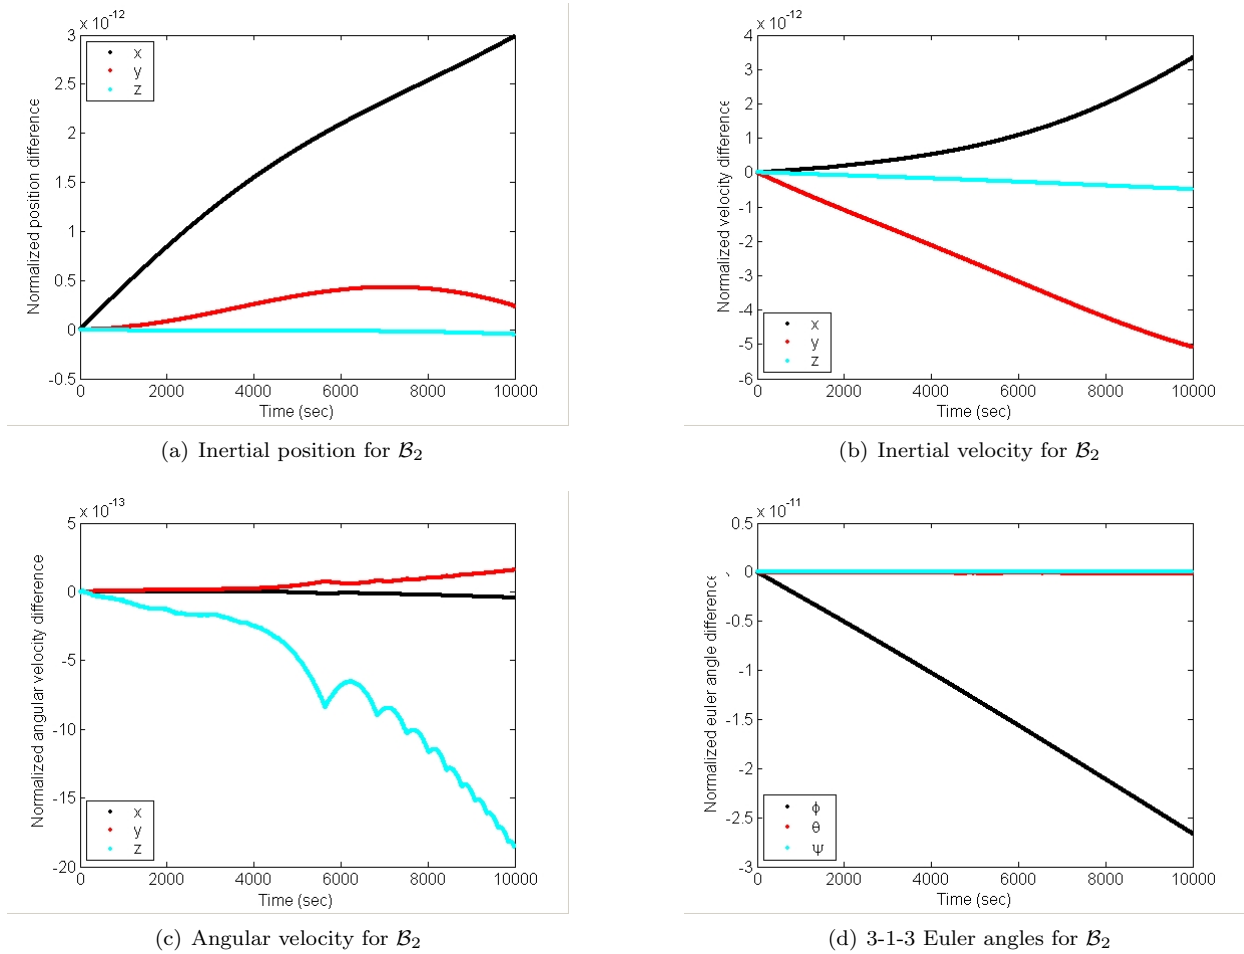 x 10-12
3
2.5
2
1.5
1
0.5
0
-0.5
Normalized position difference
x
y
z
0 2000 4000 6000 8000 10000
Time (sec)
(a) Inertial position for B2
x 10-12
4
3
2
1
0
-1
-2
-3
-4
-5
-6
Normalized velocity difference
x
y
z
0 2000 4000 6000 8000 10000
Time (sec)
(b) Inertial velocity for B2
x 10-13
5
0
-5
-10
-15
-20
Normalized angular velocity difference
x
y
z
0 2000 4000 6000 8000 10000
Time (sec)
(c) Angular velocity for B2
x 10-11
0.5
0
-0.5
-1
-1.5
-2
-2.5
-3
Normalized euler angle difference
ϕ
θ
ψ
0 2000 4000 6000 8000 10000
Time (sec)
(d) 3-1-3 Euler angles for B2